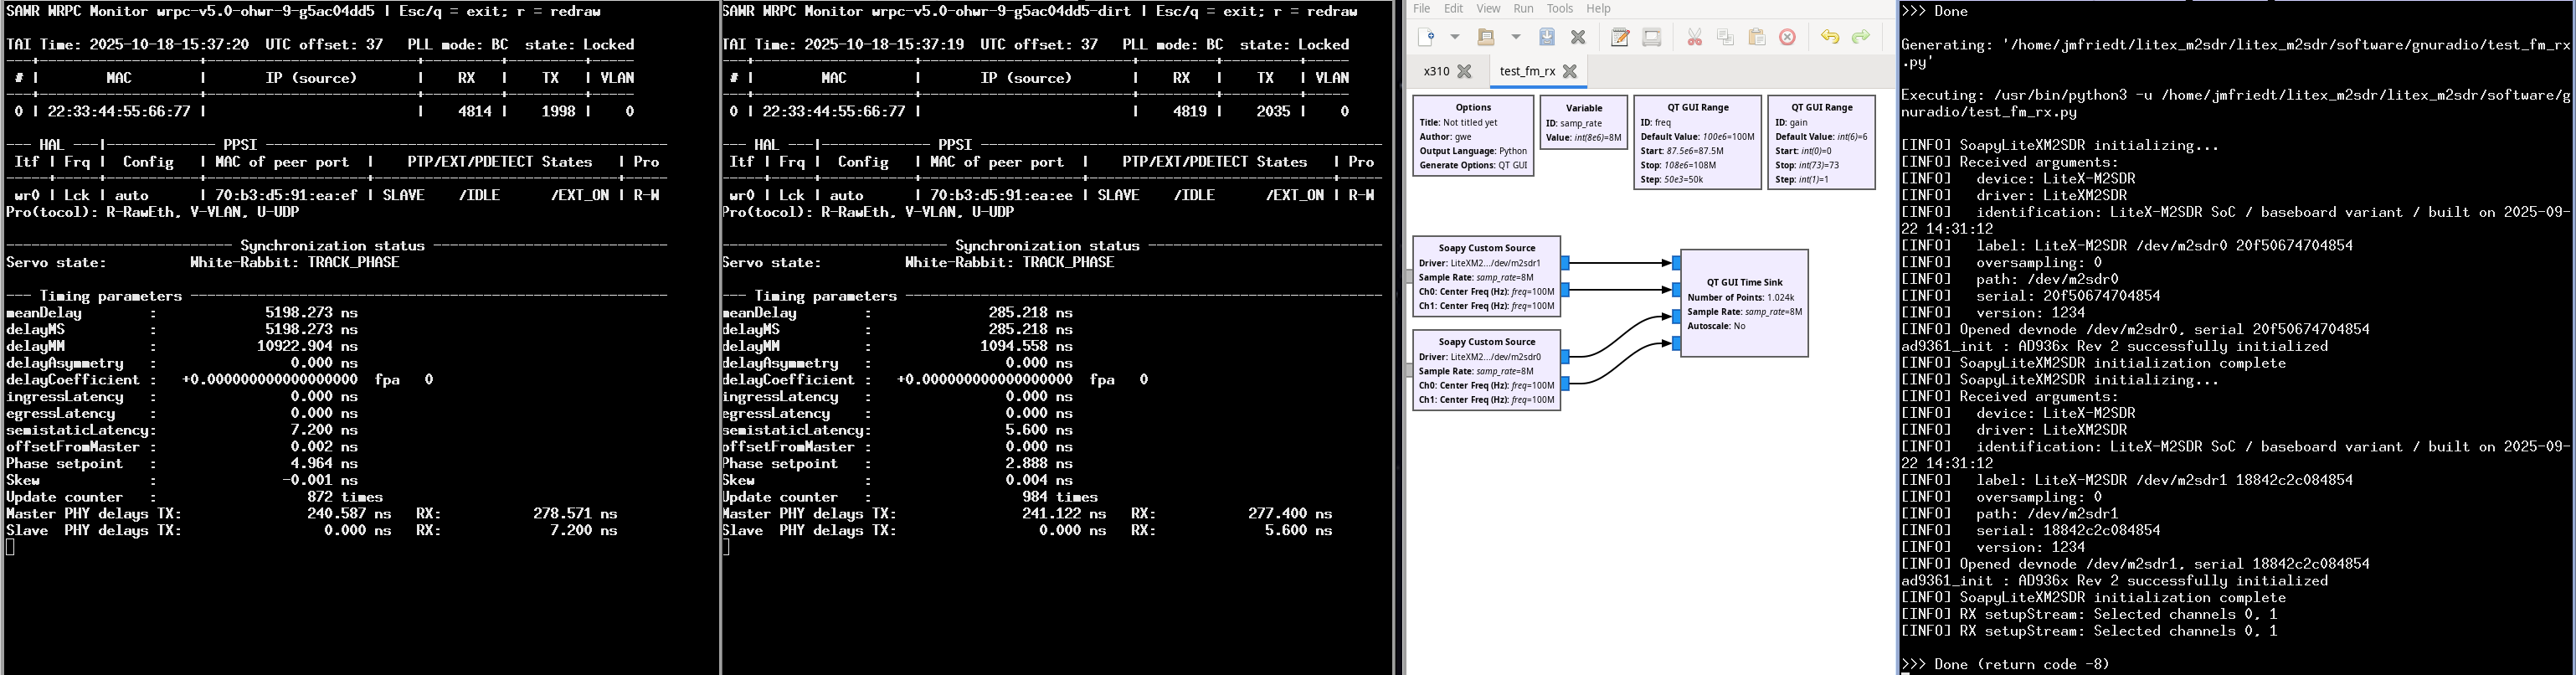 SAWR WRPC Monitor wrpc-v5.0-ohwr-9-g5ac04dd5 | Esc/q = exit; r = redraw
TAI Time: 2025-10-18-15:37:20 UTC offset: 37 PLL mode: BC state: Locked
# | MAC | IP (source) | RX | TX | VLAN
0 | 22:33:44:55:66:77 | | 4814 | 1998 | 0
--- HAL ---|------------- PPSI ------------------------------------------------
Itf | Frq | Config | MAC of peer port | PTP/EXT/PDETECT States | Pro
wr0 | Lck | auto | 70:b3:d5:91:ea:ef | SLAVE /IDLE /EXT_ON | R-W
Pro(tocol): R-RawEth, V-VLAN, U-UDP
--------------------------- Synchronization status -----------------------------
Servo state: White-Rabbit: TRACK_PHASE
--- Timing parameters ----------------------------------------------------------
meanDelay : 5198.273 ns
delayMS : 5198.273 ns
delayMM : 10922.904 ns
delayAsymmetry : 0.000 ns
delayCoefficient : +0.000000000000000000 fpa 0
ingressLatency : 0.000 ns
egressLatency : 0.000 ns
semistaticLatency: 7.200 ns
offsetFromMaster : 0.002 ns
Phase setpoint : 4.964 ns
Skew : -0.001 ns
Update counter : 872 times
Master PHY delays TX: 240.587 ns RX: 278.571 ns
Slave PHY delays TX: 0.000 ns RX: 7.200 ns
SAWR WRPC Monitor wrpc-v5.0-ohwr-9-g5ac04dd5-dirt | Esc/q = exit; r = redraw
TAI Time: 2025-10-18-15:37:19 UTC offset: 37 PLL mode: BC state: Locked
# | MAC | IP (source) | RX | TX | VLAN
0 | 22:33:44:55:66:77 | | 4819 | 2035 | 0
--- HAL ---|------------- PPSI ------------------------------------------------
Itf | Frq | Config | MAC of peer port | PTP/EXT/PDETECT States | Pro
wr0 | Lck | auto | 70:b3:d5:91:ea:ee | SLAVE /IDLE /EXT_ON | R-W
Pro(tocol): R-RawEth, V-VLAN, U-UDP
--------------------------- Synchronization status -----------------------------
Servo state: White-Rabbit: TRACK_PHASE
--- Timing parameters ----------------------------------------------------------
meanDelay : 285.218 ns
delayMS : 285.218 ns
delayMM : 1094.558 ns
delayAsymmetry : 0.000 ns
delayCoefficient : +0.000000000000000000 fpa 0
ingressLatency : 0.000 ns
egressLatency : 0.000 ns
semistaticLatency: 5.600 ns
offsetFromMaster : 0.000 ns
Phase setpoint : 2.888 ns
Skew : 0.004 ns
Update counter : 984 times
Master PHY delays TX: 241.122 ns RX: 277.400 ns
Slave PHY delays TX: 0.000 ns RX: 5.600 ns
File Edit View Run Tools Help
x310 test_fm_rx
Options
Title: Not titled yet
Author: gwe
Output Language: Python
Generate Options: QT GUI
Variable
ID: samp_rate
Value: int(8e6)=8M
QT GUI Range
ID: freq
Default Value: 100e6=100M
Start: 87.5e6=87.5M
Stop: 108e6=108M
Step: 50e3=50k
QT GUI Range
ID: gain
Default Value: int(6)=6
Start: int(0)=0
Stop: int(73)=73
Step: int(1)=1
Soapy Custom Source
Driver: LiteXM2.../dev/m2sdr1
Sample Rate: samp_rate=8M
Ch0: Center Freq (Hz): freq=100M
Ch1: Center Freq (Hz): freq=100M
Soapy Custom Source
Driver: LiteXM2.../dev/m2sdr0
Sample Rate: samp_rate=8M
Ch0: Center Freq (Hz): freq=100M
Ch1: Center Freq (Hz): freq=100M
QT GUI Time Sink
Number of Points: 1.024k
Sample Rate: samp_rate=8M
Autoscale: No
>>> Done
Generating: '/home/jmfriedt/litex_m2sdr/litex_m2sdr/software/gnuradio/test_fm_rx
.py'
Executing: /usr/bin/python3 -u /home/jmfriedt/litex_m2sdr/litex_m2sdr/software/g
nuradio/test_fm_rx.py
[INFO] SoapyLiteXM2SDR initializing...
[INFO] Received arguments:
[INFO] device: LiteX-M2SDR
[INFO] driver: LiteXM2SDR
[INFO] identification: LiteX-M2SDR SoC / baseboard variant / built on 2025-09-
22 14:31:12
[INFO] label: LiteX-M2SDR /dev/m2sdr0 20f50674704854
[INFO] oversampling: 0
[INFO] path: /dev/m2sdr0
[INFO] serial: 20f50674704854
[INFO] version: 1234
[INFO] Opened devnode /dev/m2sdr0, serial 20f50674704854
ad9361_init : AD936x Rev 2 successfully initialized
[INFO] SoapyLiteXM2SDR initialization complete
[INFO] SoapyLiteXM2SDR initializing...
[INFO] Received arguments:
[INFO] device: LiteX-M2SDR
[INFO] driver: LiteXM2SDR
[INFO] identification: LiteX-M2SDR SoC / baseboard variant / built on 2025-09-
22 14:31:12
[INFO] label: LiteX-M2SDR /dev/m2sdr1 18842c2c084854
[INFO] oversampling: 0
[INFO] path: /dev/m2sdr1
[INFO] serial: 18842c2c084854
[INFO] version: 1234
[INFO] Opened devnode /dev/m2sdr1, serial 18842c2c084854
ad9361_init : AD936x Rev 2 successfully initialized
[INFO] SoapyLiteXM2SDR initialization complete
[INFO] RX setupStream: Selected channels 0, 1
[INFO] RX setupStream: Selected channels 0, 1
>>> Done (return code -8)